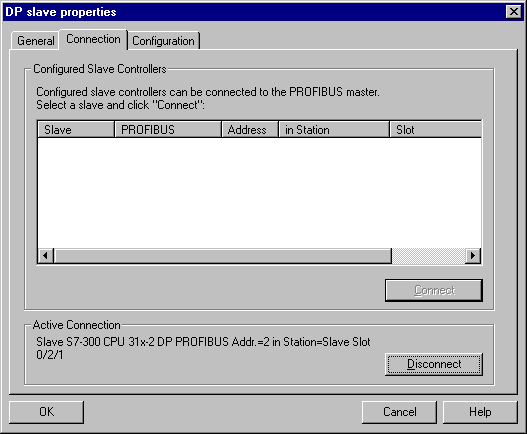 DP slave properties
General Connection Configuration
Configured Slave Controllers
Configured slave controllers can be connected to the PROFIBUS master.
Select a slave and click "Connect":
Slave PROFIBUS Address in Station Slot
Connect
Active Connection
Slave S7-300 CPU 31x-2 DP PROFIBUS Addr.=2 in Station=Slave Slot
0/2/1
Disconnect
OK Cancel Help